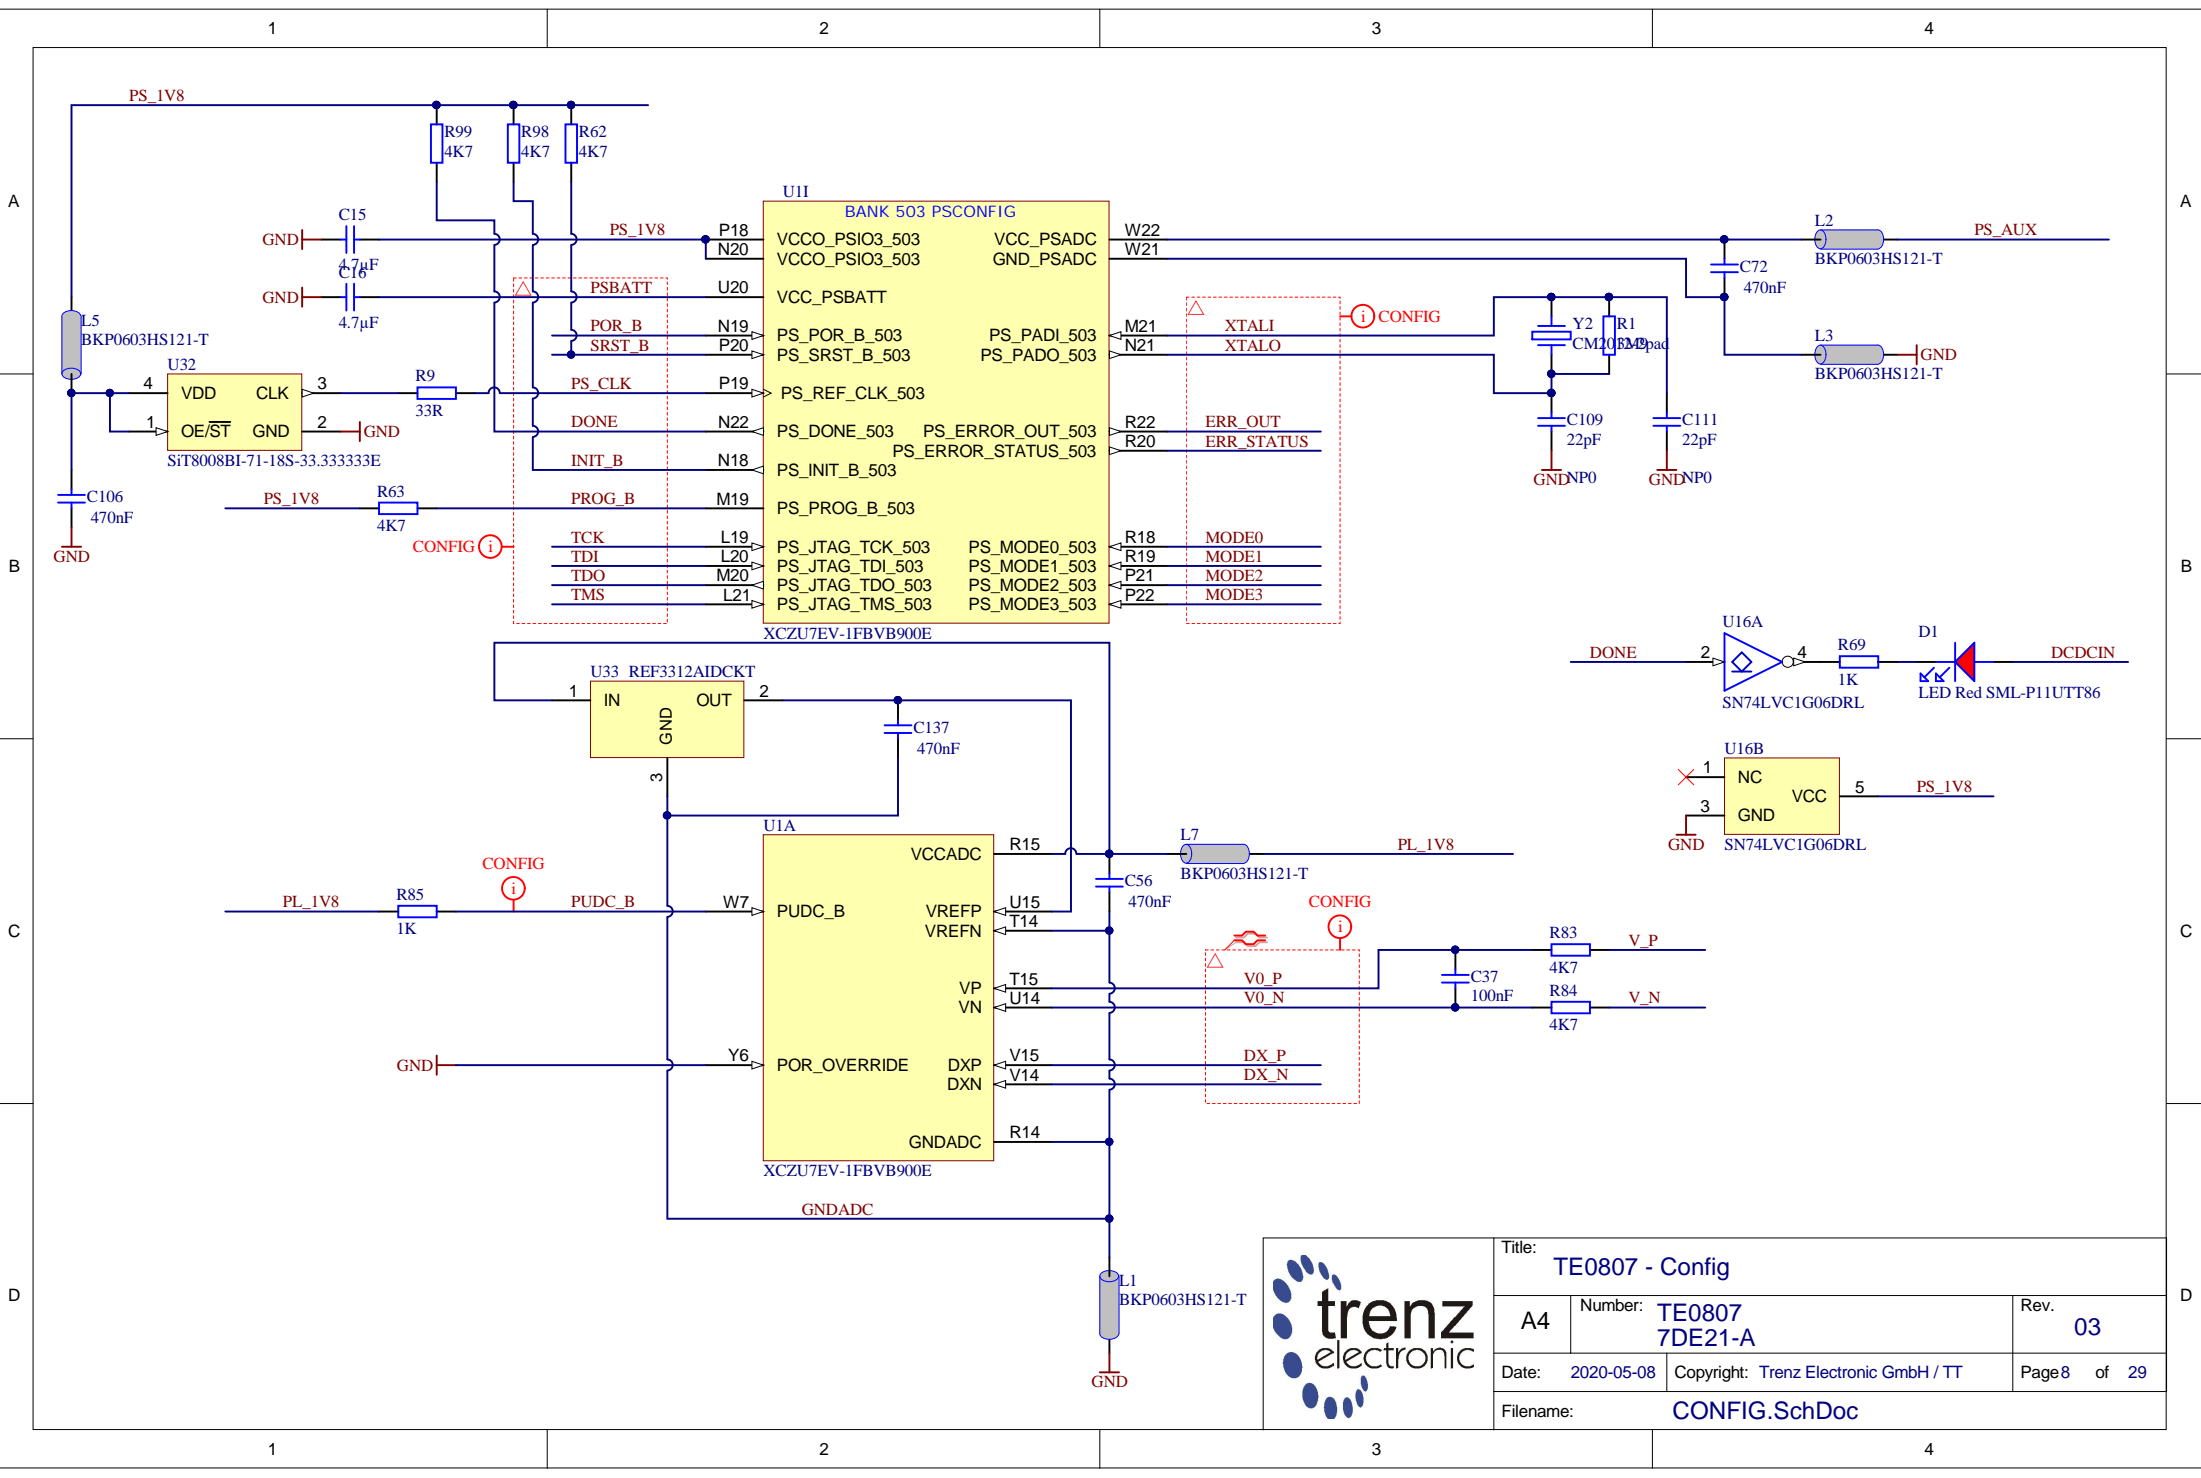 1 2 3 4
A A
B B
C C
D D
PS_1V8
R99
4K7
R98
4K7
R62
4K7
C15
GND
4.7µF
C16
GND
4.7µF
PS_1V8
PSBATT
POR_B
SRST_B
PS_CLK
DONE
INIT_B
PROG_B
TCK
TDI
TDO
TMS
L5
BKP0603HS121-T
U32
4 VDD CLK 3
1 OE/ST GND 2 GND
SiT8008BI-71-18S-33.333333E
R9
33R
C106
470nF
GND
PS_1V8
R63
4K7
CONFIG i
U1I
BANK 503 PSCONFIG
P18 VCCO_PSIO3_503 VCC_PSADC W22
N20 VCCO_PSIO3_503 GND_PSADC W21
U20 VCC_PSBATT
N19 PS_POR_B_503 PS_PADI_503 M21
P20 PS_SRST_B_503 PS_PADO_503 N21
P19 PS_REF_CLK_503
N22 PS_DONE_503 PS_ERROR_OUT_503 R22
PS_ERROR_STATUS_503 R20
N18 PS_INIT_B_503
M19 PS_PROG_B_503
L19 PS_JTAG_TCK_503 PS_MODE0_503 R18
L20 PS_JTAG_TDI_503 PS_MODE1_503 R19
M20 PS_JTAG_TDO_503 PS_MODE2_503 P21
L21 PS_JTAG_TMS_503 PS_MODE3_503 P22
XCZU7EV-1FBVB900E
XTALI
XTALO
ERR_OUT
ERR_STATUS
MODE0
MODE1
MODE2
MODE3
i CONFIG
Y2
R1
C109
22pF
GND NP0
C111
22pF
GND NP0
L2
BKP0603HS121-T
PS_AUX
C72
470nF
L3
BKP0603HS121-T
GND
U16A
DONE 2 4
SN74LVC1G06DRL
R69
1K
D1
LED Red SML-P11UTT86
DCDCIN
U16B
1 NC
VCC 5 PS_1V8
3 GND
GND
SN74LVC1G06DRL
U33 REF3312AIDCKT
1 IN OUT 2
GND
3
C137
470nF
U1A
VCCADC R15
W7 PUDC_B VREFP U15
VREFN T14
VP T15
VN U14
Y6 POR_OVERRIDE DXP V15
DXN V14
GNDADC R14
XCZU7EV-1FBVB900E
PL_1V8
R85
1K
CONFIG
i
PUDC_B
GND
GNDADC
L7
BKP0603HS121-T
PL_1V8
C56
470nF
CONFIG
i
V0_P
V0_N
DX_P
DX_N
C37
100nF
R83
4K7
V_P
R84
4K7
V_N
L1
BKP0603HS121-T
GND
trenz
electronic
Title:
TE0807 - Config
A4
Number: TE0807
7DE21-A
Rev.
03
Date: 2020-05-08 Copyright: Trenz Electronic GmbH / TT Page 8 of 29
Filename: CONFIG.SchDoc
1 2 3 4